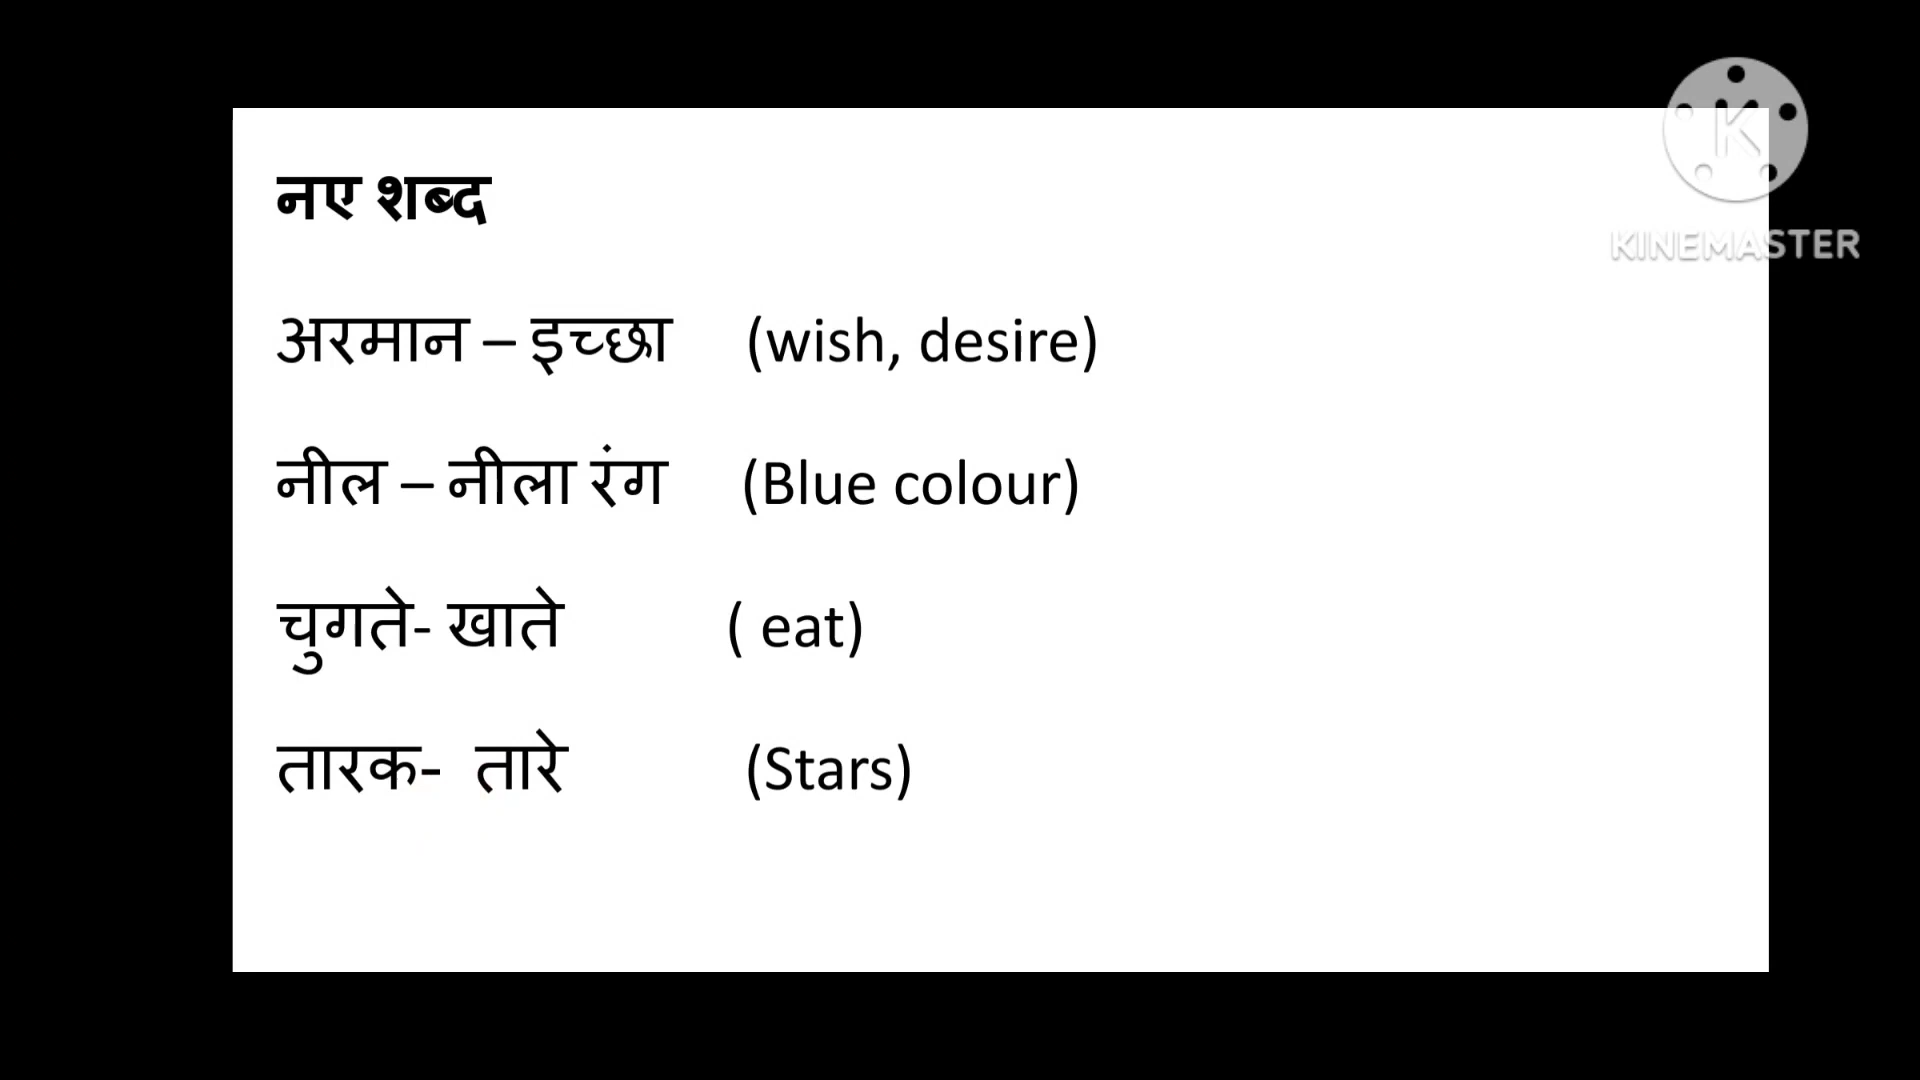 नए शब्द
अरमान – इच्छा (wish, desire)
नील – नीला रंग (Blue colour)
चुगते- खाते ( eat)
तारक- तारे (Stars)
K
KINEMASTER